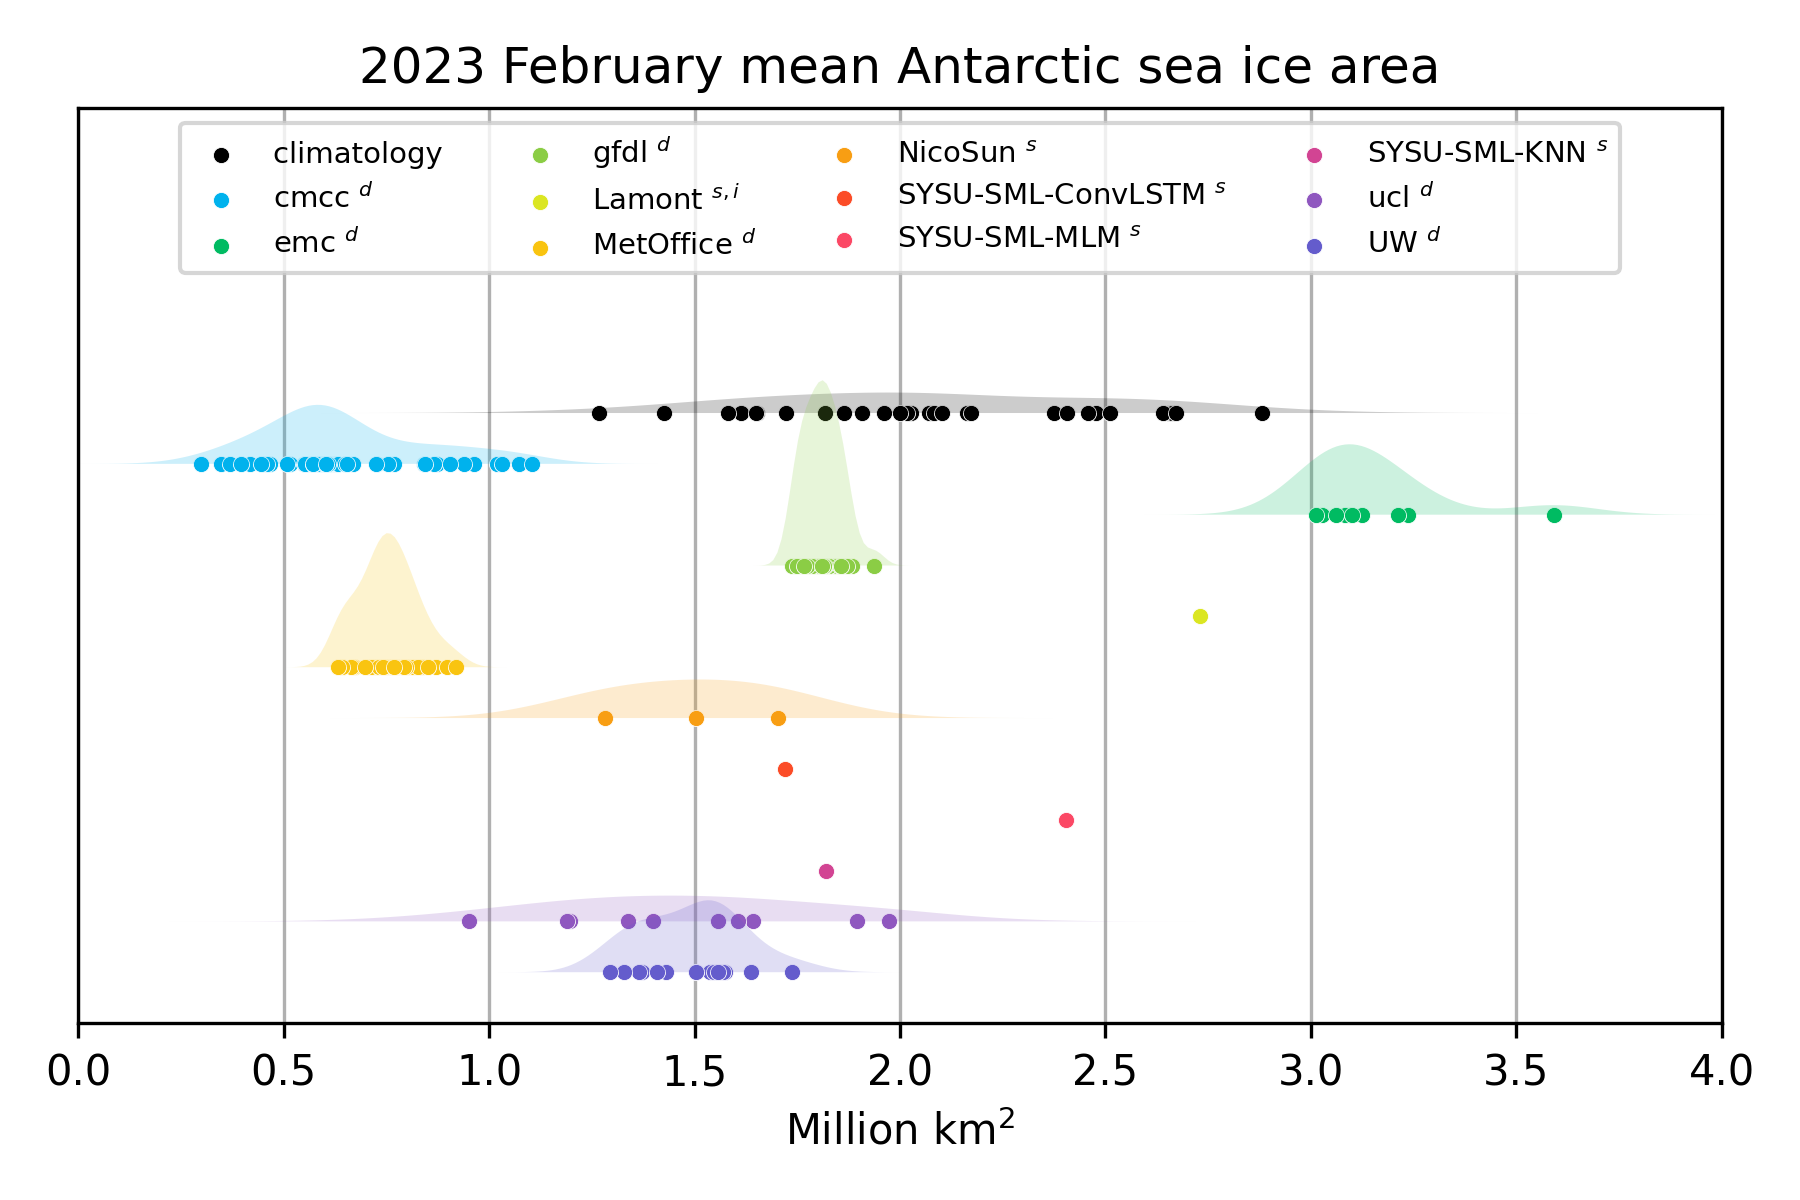 2023 February mean Antarctic sea ice area
climatology
cmcc d
emc d
gfdl d
Lamont s,i
MetOffice d
NicoSun s
SYSU-SML-ConvLSTM s
SYSU-SML-MLM s
SYSU-SML-KNN s
ucl d
UW d
0.0 0.5 1.0 1.5 2.0 2.5 3.0 3.5 4.0
Million km²